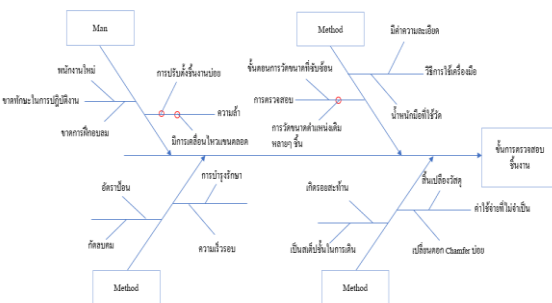 Man
Method
พนักงานใหม่
ขาดทักษะในการปฏิบัติงาน
ขาดการฝึกอบลม
การปรับตั้งชิ้นงานบ่อย
ความล้า
มีการเคลื่อนไหวแขนตลอด
มีค่าความละเอียด
ขั้นตอนการวัดขนาดที่ซับซ้อน
วิธีการใช้เครื่องมือ
การตรวจสอบ
น้ำหนักมือที่ใช้วัด
การวัดขนาดตำแหน่งเดิม
หลายๆ ชิ้น
ขั้นการตรวจสอบ
ชิ้นงาน
อัตราป้อน
การบำรุงรักษา
กัดลบคม
ความเร็วรอบ
เกิดรอยสะท้าน
สิ้นเปลืองวัสดุ
ค่าใช้จ่ายที่ไม่จำเป็น
เป็นสเต็ปขั้นในการเดิน
เปลี่ยนดอก Chamfer บ่อย
Method
Method